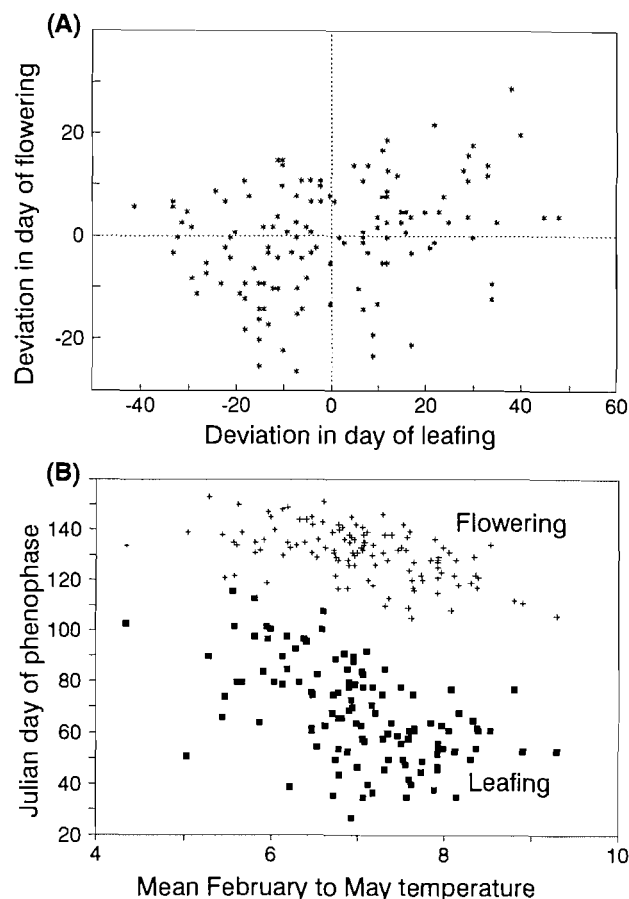 (A)
Deviation in day of flowering
20
0
-20
-40 -20 0 20 40 60
Deviation in day of leafing
(B)
Julian day of phenophase
140
120
100
80
60
40
20
Flowering
Leafing
4 6 8 10
Mean February to May temperature